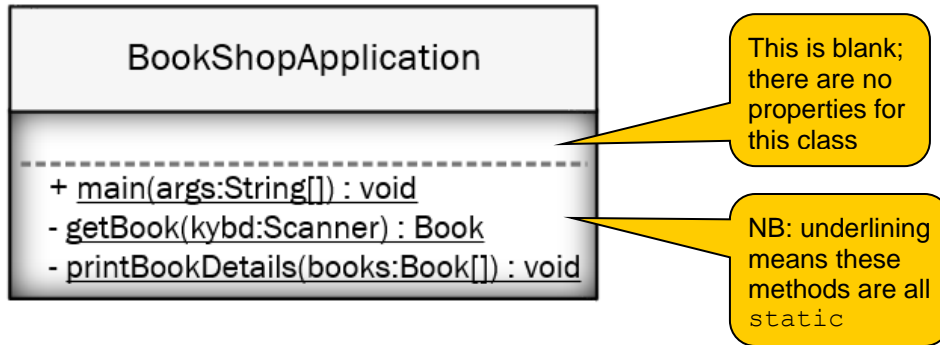 BookShopApplication
+ main(args:String[]) : void
- getBook(kybd:Scanner) : Book
- printBookDetails(books:Book[]) : void
This is blank;
there are no
properties for
this class
NB: underlining
means these
methods are all
static